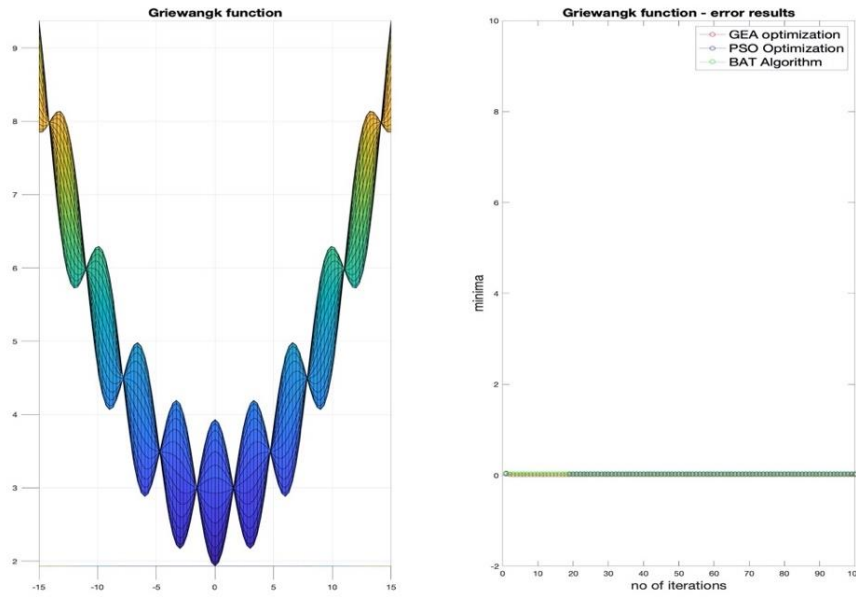 Griewangk function
9
8
7
6
5
4
3
2
-15 -10 -5 0 5 10 15
Griewangk function - error results
GEA optimization
PSO Optimization
BAT Algorithm
10
8
6
4
2
0
-2
minima
0 10 20 30 40 50 60 70 80 90 100
no of iterations